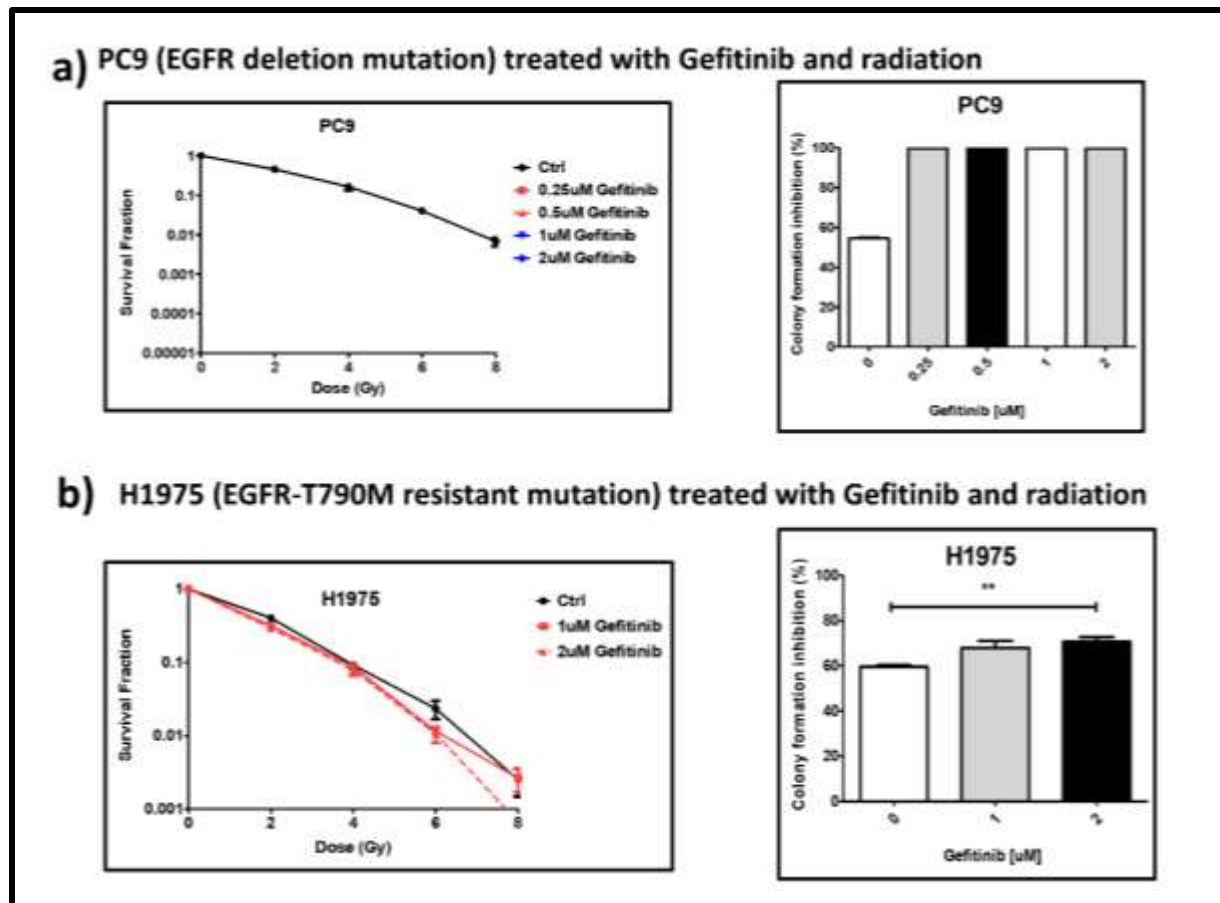 a) PC9 (EGFR deletion mutation) treated with Gefitinib and radiation
PC9
Survival Fraction
1
0.1
0.01
0.001
0.0001
0.00001
0 2 4 6 8
Dose (Gy)
Ctrl
0.25uM Gefitinib
0.5uM Gefitinib
1uM Gefitinib
2uM Gefitinib
PC9
Colony formation inhibition (%)
100
80
60
40
20
0
0 0.25 0.5 1 2
Gefitinib [uM]
b) H1975 (EGFR-T790M resistant mutation) treated with Gefitinib and radiation
H1975
Survival Fraction
1
0.1
0.01
0.001
0 2 4 6 8
Dose (Gy)
Ctrl
1uM Gefitinib
2uM Gefitinib
H1975
Colony formation inhibition (%)
100
80
60
40
20
0
**
0 1 2
Gefitinib [uM]